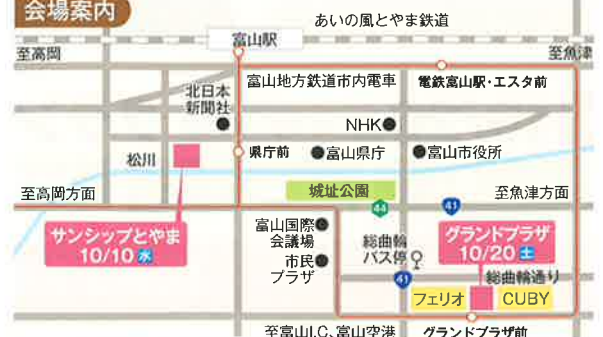 会場案内
あいの風とやま鉄道
富山駅
至高岡
至魚津
富山地方鉄道市内電車
電鉄富山駅・エスタ前
北日本
新聞社
NHK
松川
県庁前
富山県庁
富山市役所
至高岡方面
城址公園
至魚津方面
44
41
サンシップとやま
10/10 水
富山国際
会議場
市民
プラザ
総曲輪
バス停
41
グランドプラザ
10/20 土
総曲輪通り
フェリオ
CUBY
至富山I.C、富山空港
グランドプラザ前